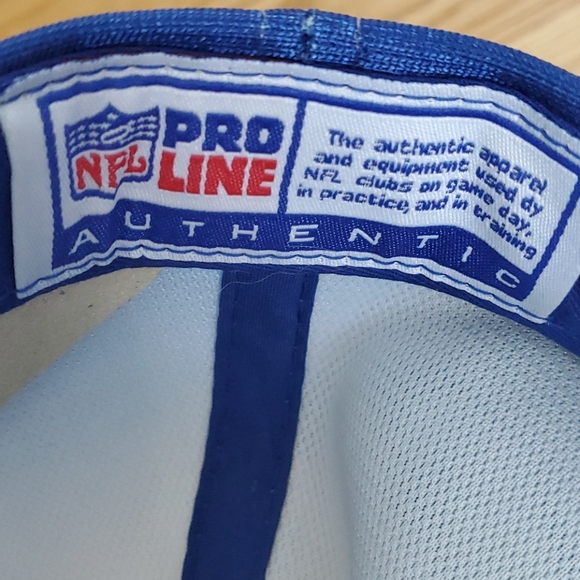 NFL
PRO
LINE
The authentic apparel
and equipment used by
NFL clubs on game day,
in practice, and in training
AUTHENTIC